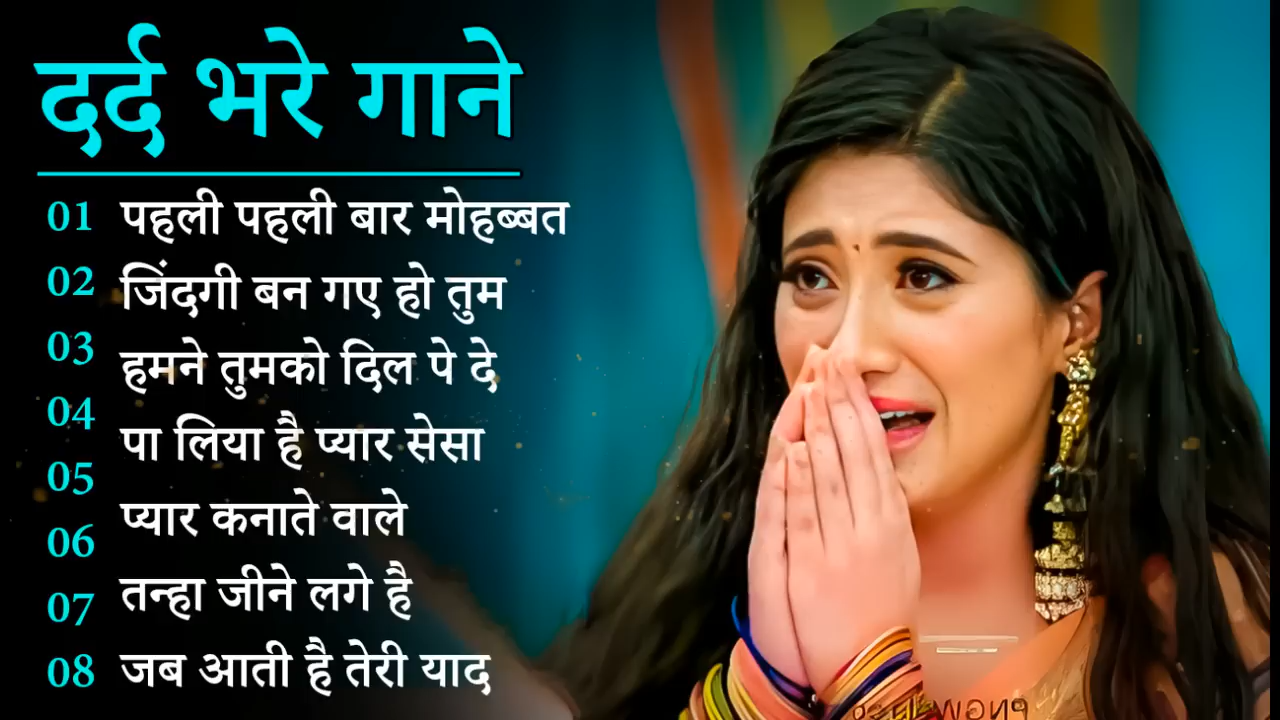 दर्द भरे गाने
01 पहली पहली बार मोहब्बत
02 जिंदगी बन गए हो तुम
03 हमने तुमको दिल पे दे
04 पा लिया है प्यार सेसा
05 प्यार कनाते वाले
06 तन्हा जीने लगे है
07 जब आती है तेरी याद
08